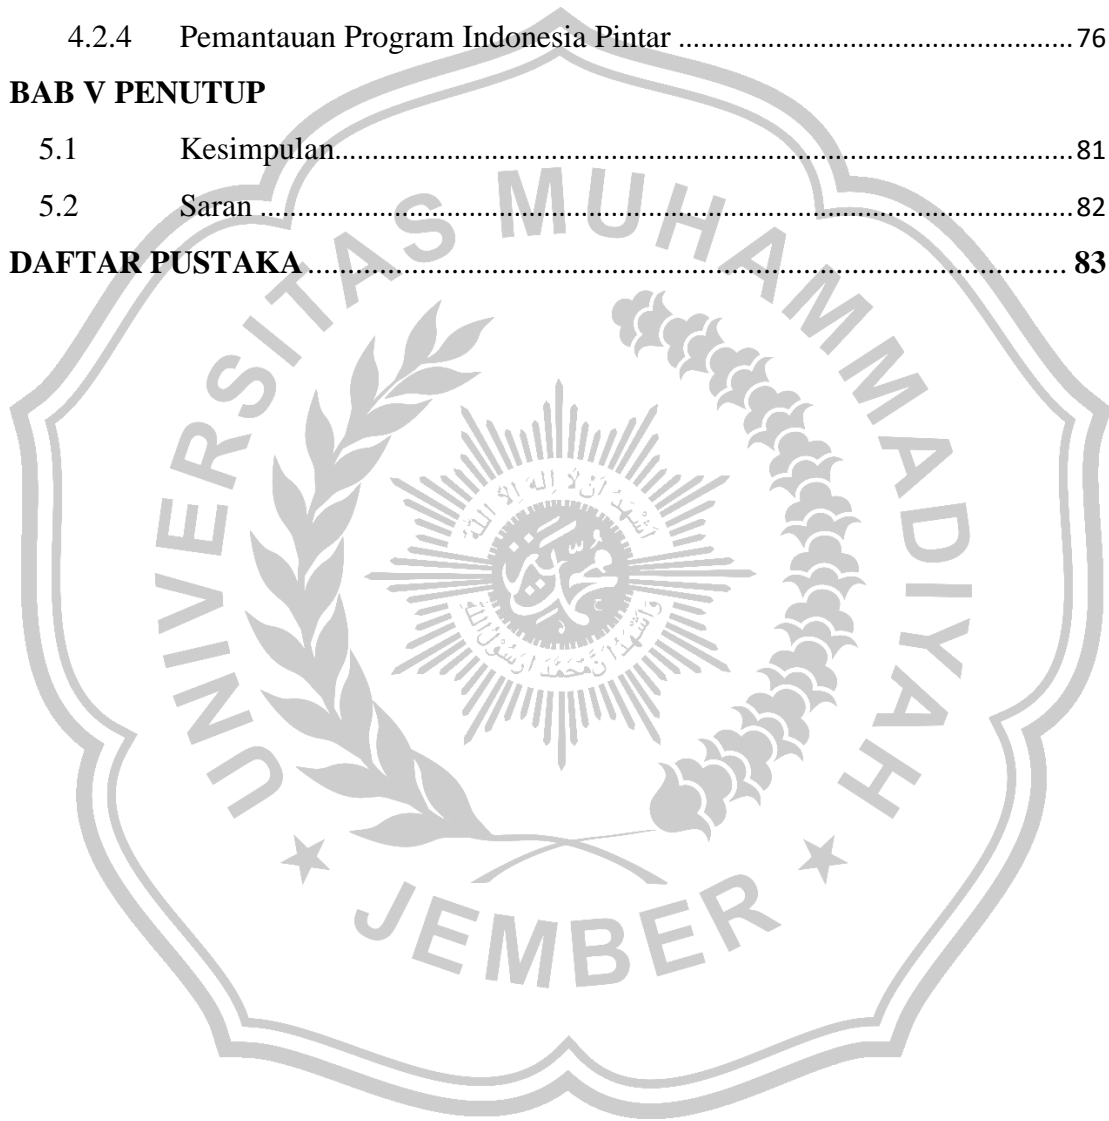 4.2.4 Pemantauan Program Indonesia Pintar ..... 76
BAB V PENUTUP
5.1 Kesimpulan ..... 81
5.2 Saran ..... 82
DAFTAR PUSTAKA ..... 83
UNIVERSITAS MUHAMMADIYAH
JEMBER